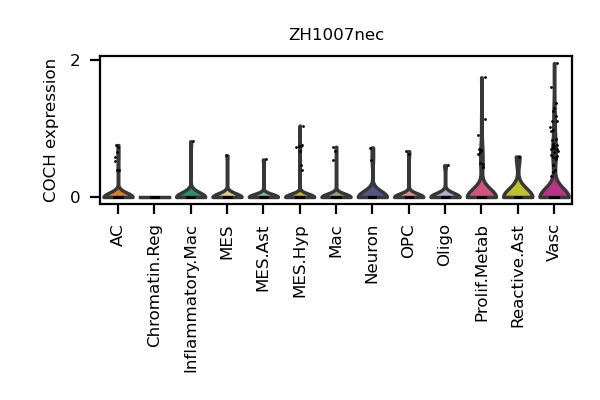 ZH1007nec
COCH expression
2
0
AC
Chromatin.Reg
Inflammatory.Mac
MES
MES.Ast
MES.Hyp
Mac
Neuron
OPC
Oligo
Prolif.Metab
Reactive.Ast
Vasc